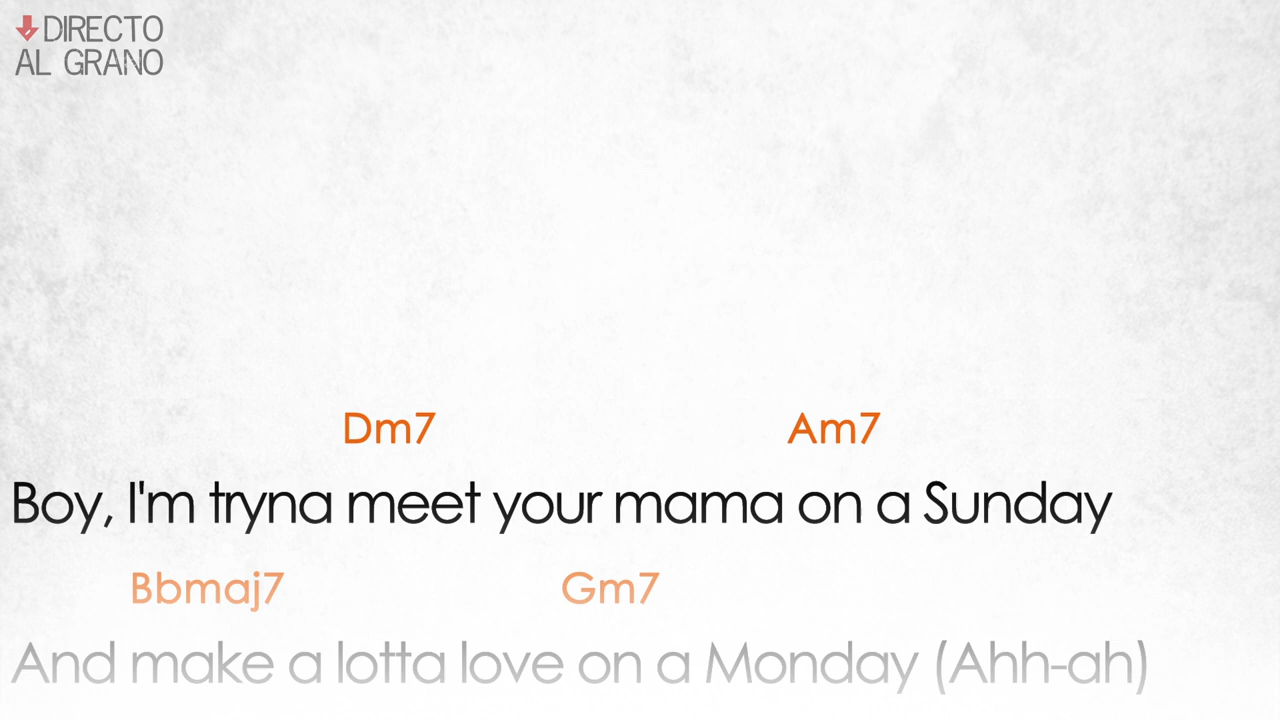 DIRECTO
AL GRANO
Dm7 Am7
Boy, I'm tryna meet your mama on a Sunday
Bbmaj7 Gm7
And make a lotta love on a Monday (Ahh-ah)